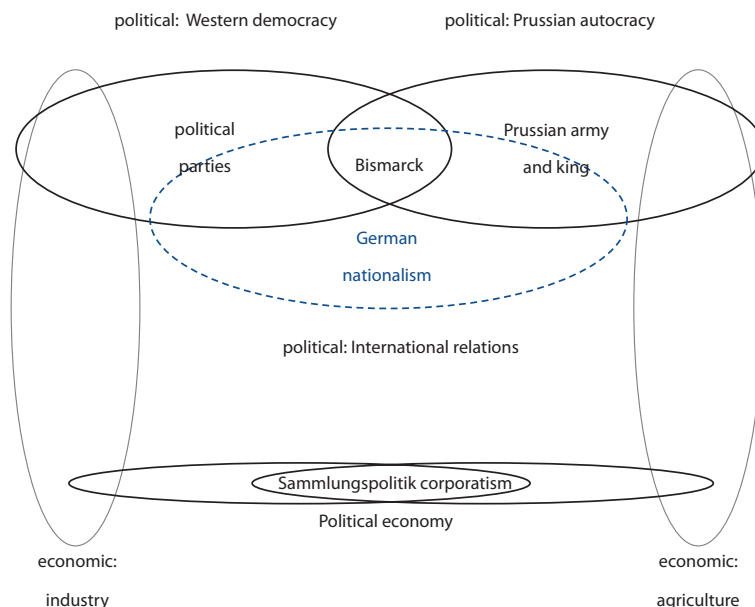 political: Western democracy
political: Prussian autocracy
political
parties
Bismarck
Prussian army
and king
German
nationalism
political: International relations
Sammlungspolitik corporatism
Political economy
economic:
industry
economic:
agriculture